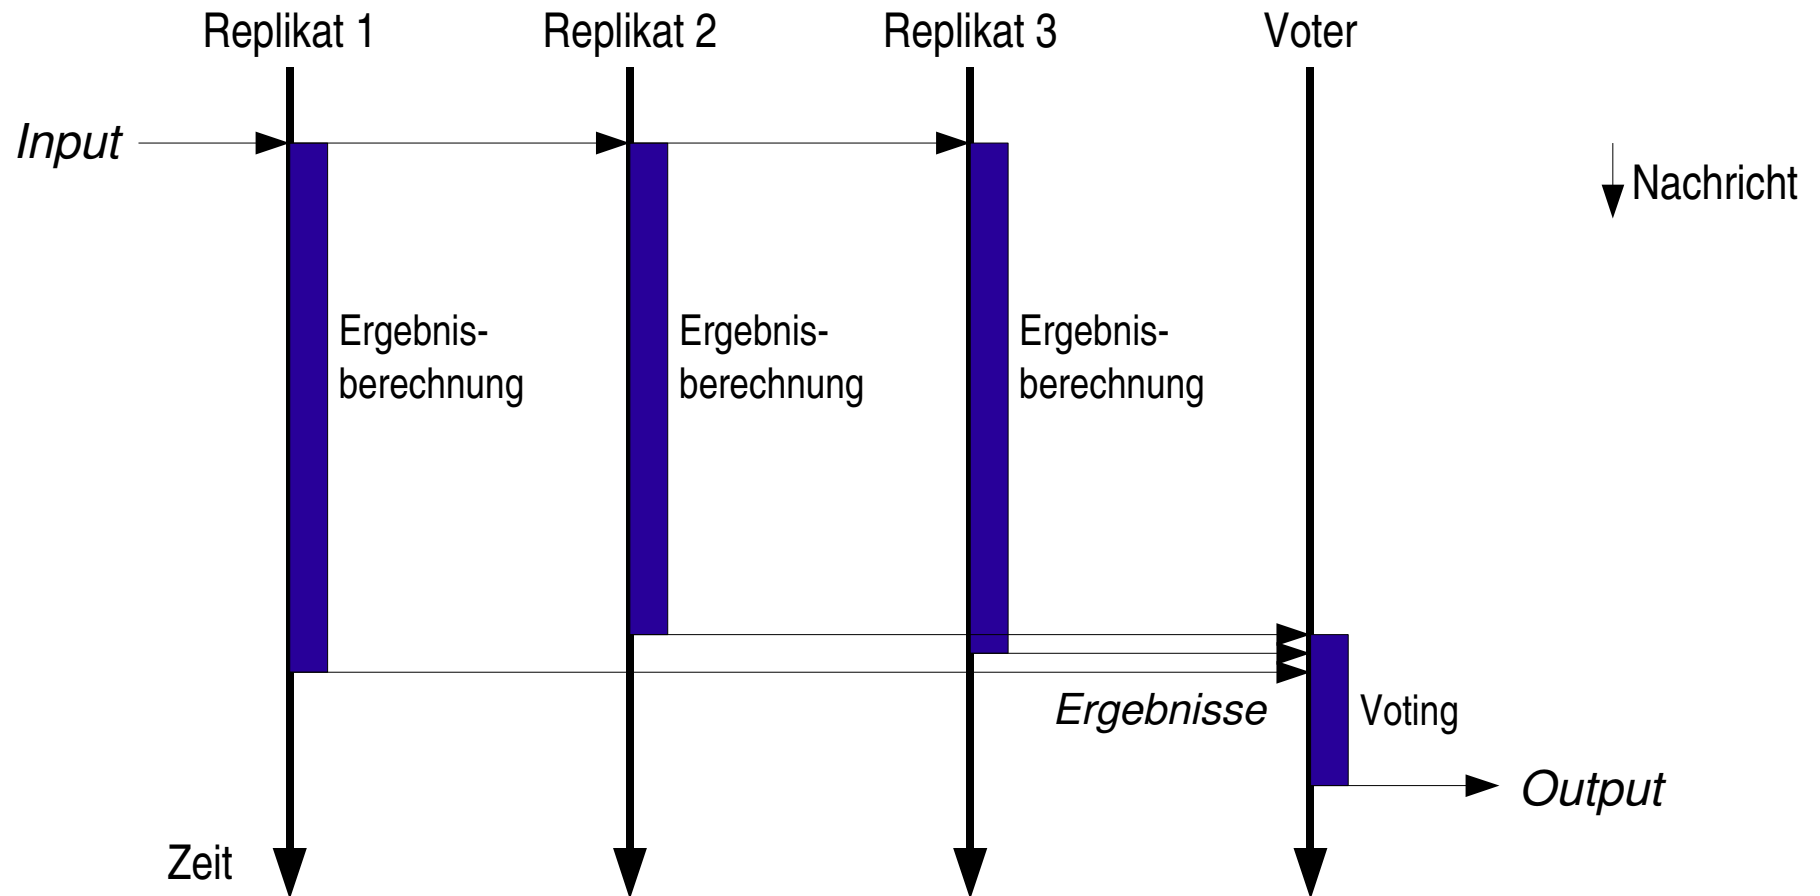 Replikat 1
Replikat 2
Replikat 3
Voter
Input
Nachricht
Ergebnis-
berechnung
Ergebnis-
berechnung
Ergebnis-
berechnung
Ergebnisse
Voting
Output
Zeit